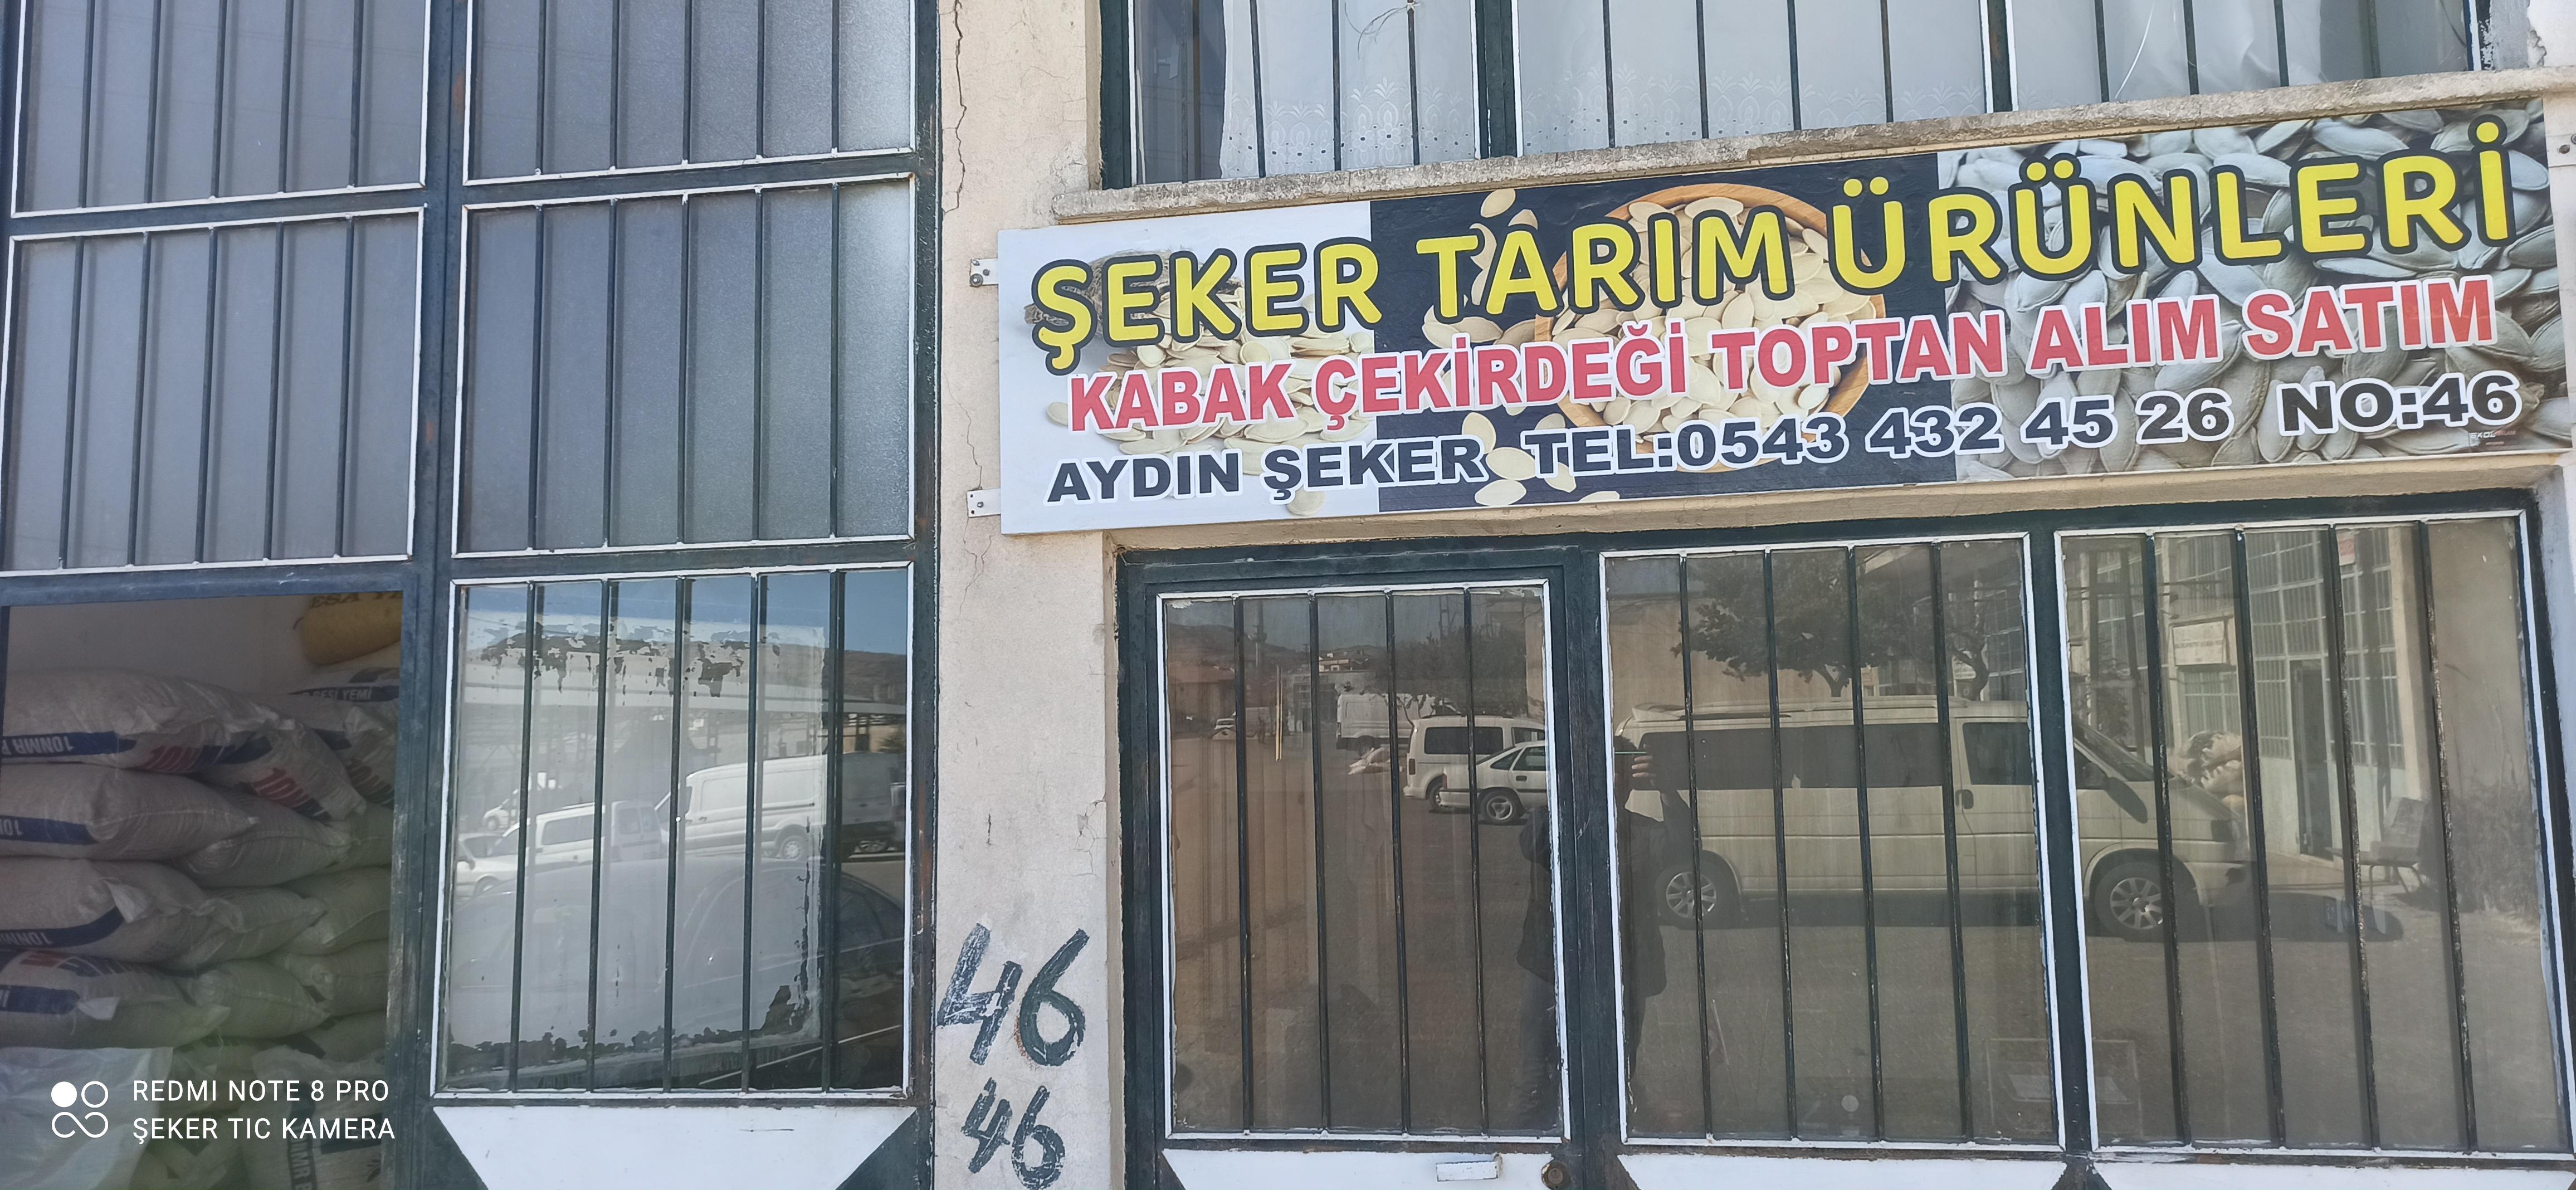 ŞEKER TARIM ÜRÜNLERİ
KABAK ÇEKİRDEĞİ TOPTAN ALIM SATIM
AYDIN ŞEKER TEL:0543 432 45 26 NO:46
46
46
REDMI NOTE 8 PRO
ŞEKER TIC KAMERA